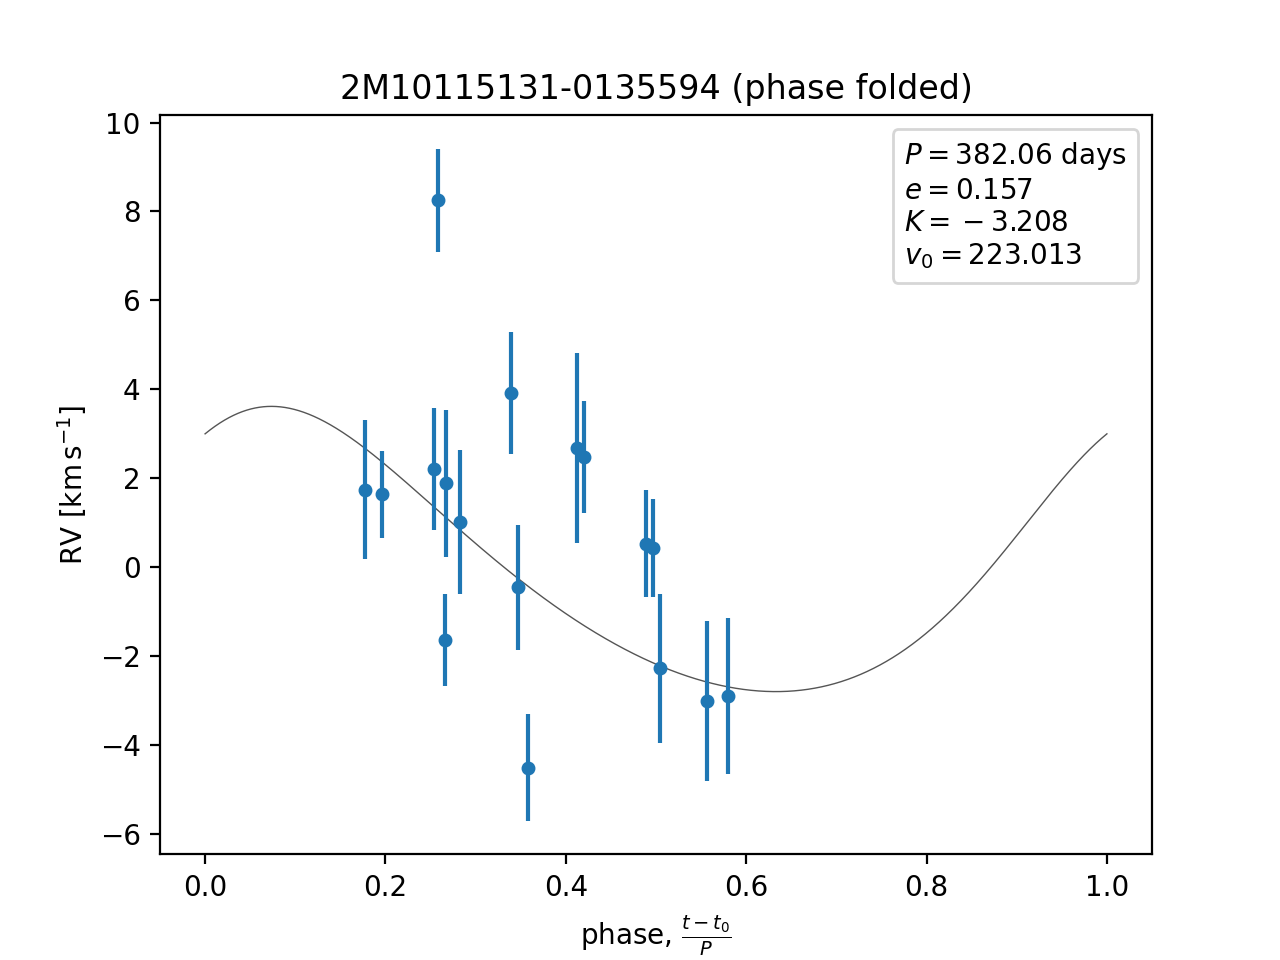 2M10115131-0135594 (phase folded)
P = 382.06 days
e = 0.157
K = −3.208
v₀ = 223.013
RV [km s⁻¹]
10
8
6
4
2
0
−2
−4
−6
0.0 0.2 0.4 0.6 0.8 1.0
phase, (t − t₀)/P